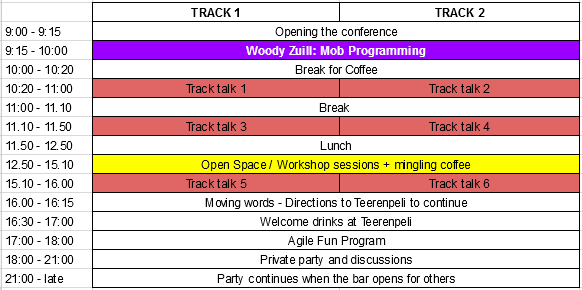 TRACK 1 TRACK 2
9:00 - 9:15 Opening the conference
9:15 - 10:00 Woody Zuill: Mob Programming
10:00 - 10:20 Break for Coffee
10:20 - 11:00 Track talk 1 Track talk 2
11:00 - 11.10 Break
11.10 - 11.50 Track talk 3 Track talk 4
11.50 - 12.50 Lunch
12.50 - 15.10 Open Space / Workshop sessions + mingling coffee
15.10 - 16.00 Track talk 5 Track talk 6
16.00 - 16:15 Moving words - Directions to Teerenpeli to continue
16:30 - 17:00 Welcome drinks at Teerenpeli
17:00 - 18:00 Agile Fun Program
18:00 - 21:00 Private party and discussions
21:00 - late Party continues when the bar opens for others